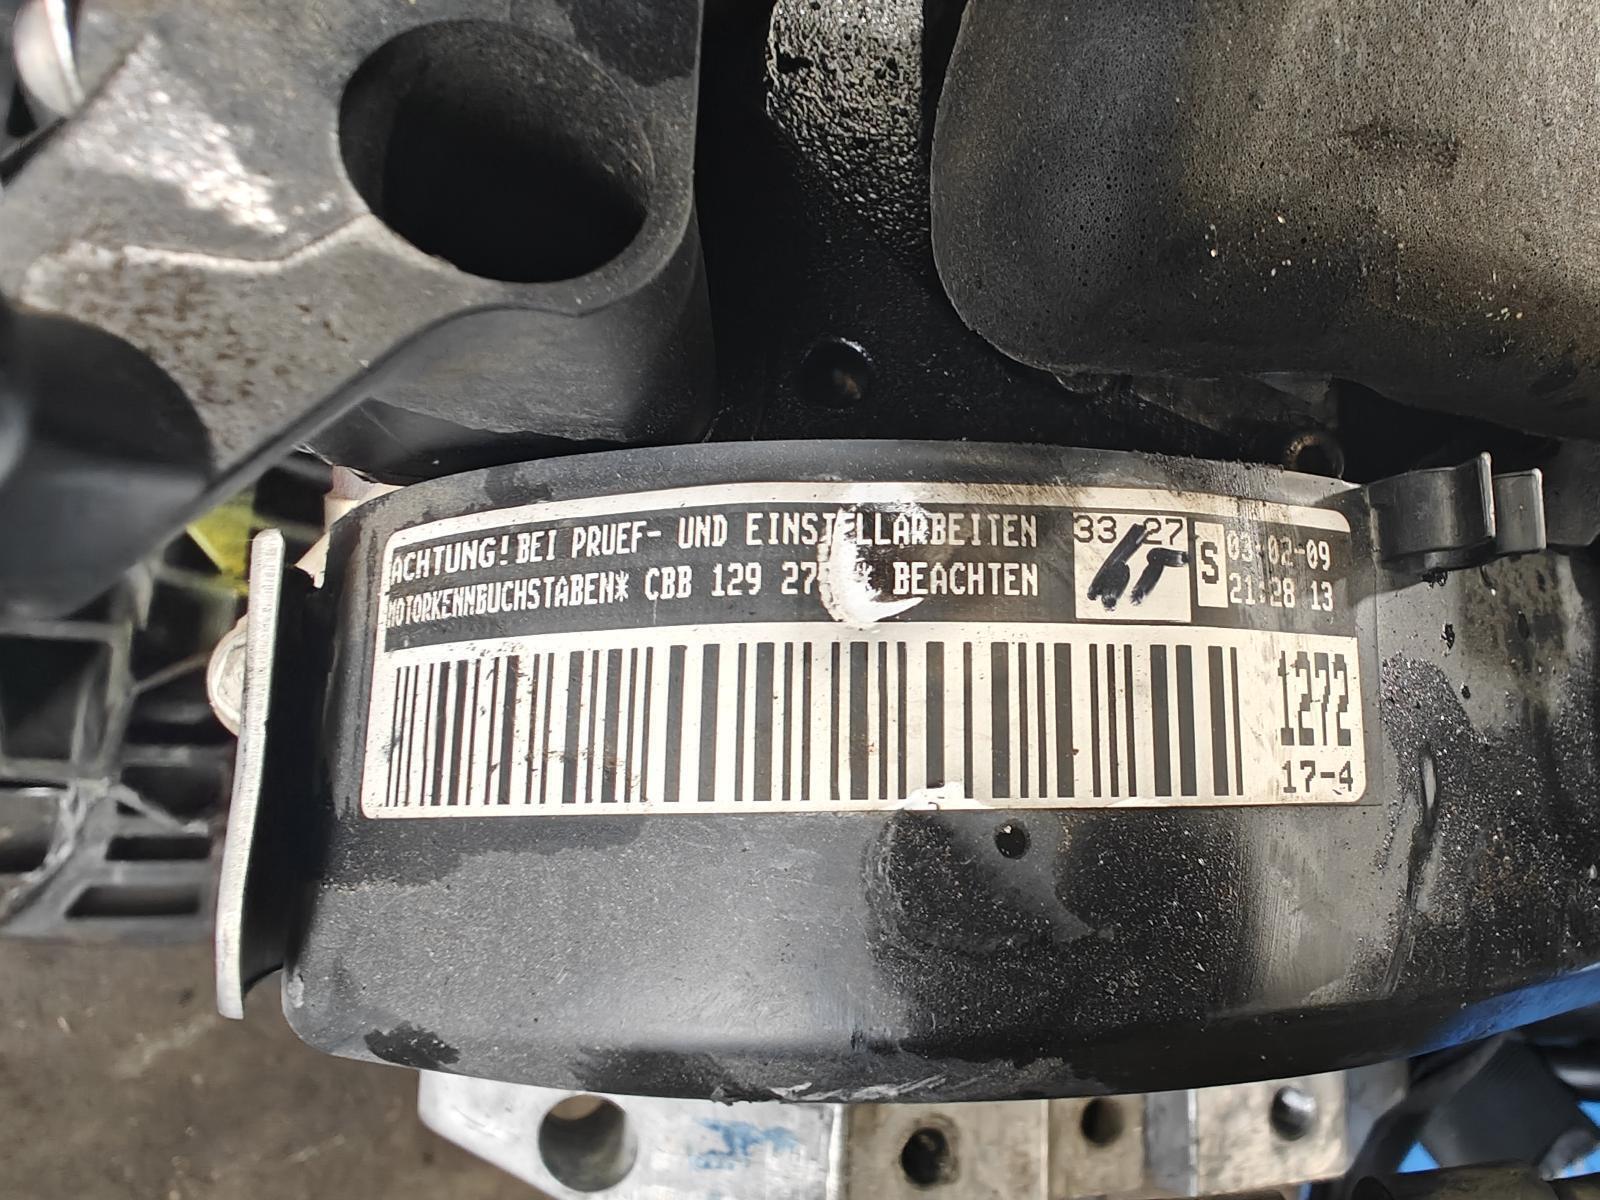 ACHTUNG! BEI PRUEF- UND EINSTELLARBEITEN
MOTORKENNBUCHSTABEN* CBB 129 27 * BEACHTEN
33 27
S
03-02-09
21:28 13
1272
17-4